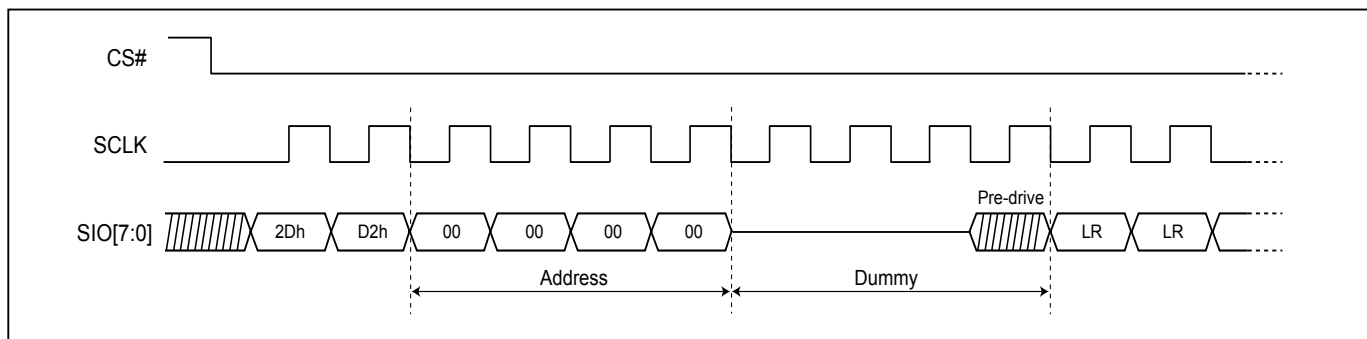 CS#
SCLK
Pre-drive
SIO[7:0] 2Dh D2h 00 00 00 00 LR LR
Address Dummy